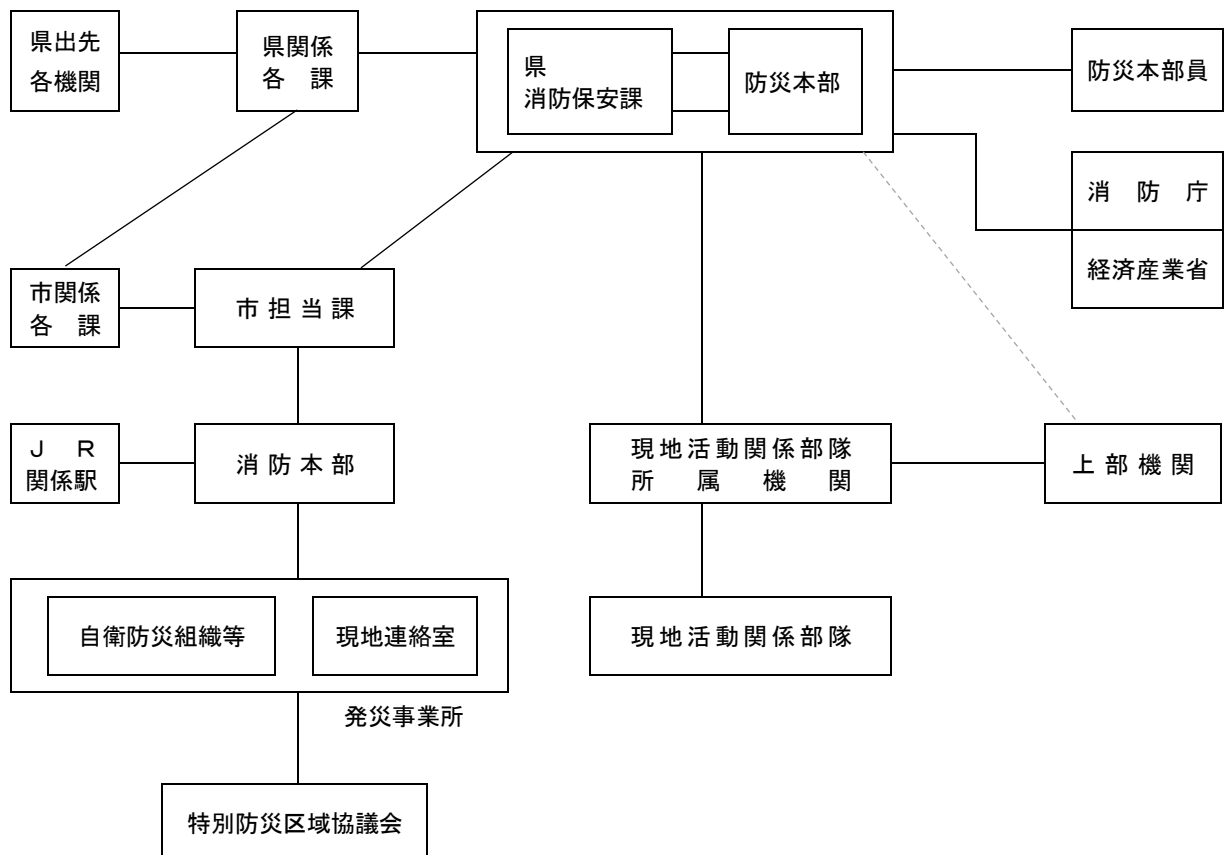 県出先
各機関
県関係
各 課
県
消防保安課
防災本部
防災本部員
消 防 庁
経済産業省
市関係
各 課
市担当課
J R
関係駅
消防本部
現地活動関係部隊
所属機関
上部機関
自衛防災組織等
現地連絡室
現地活動関係部隊
発災事業所
特別防災区域協議会